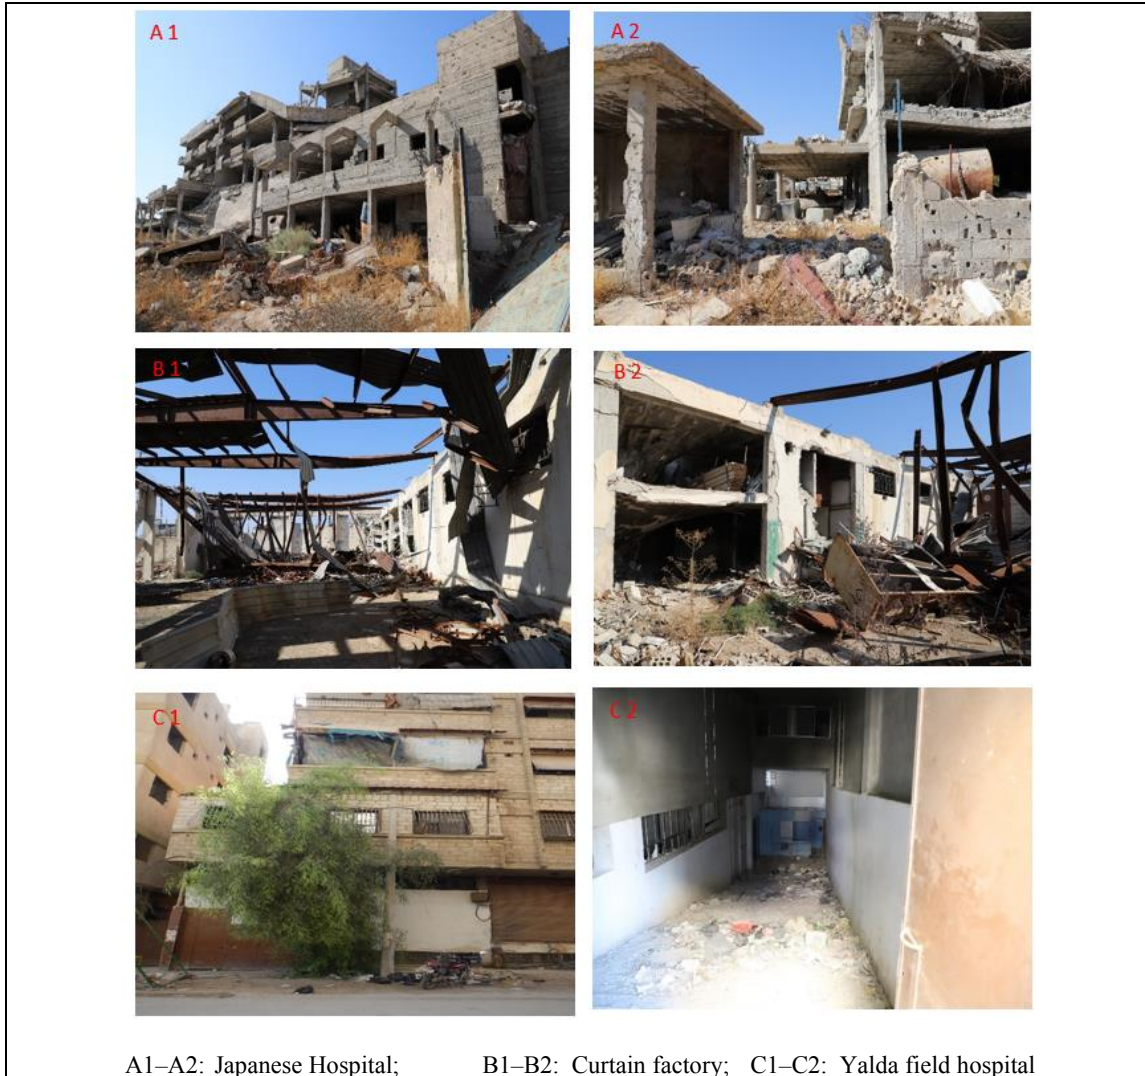 A 1
A 2
B 1
B 2
C 1
C 2
A1–A2: Japanese Hospital; B1–B2: Curtain factory; C1–C2: Yalda field hospital